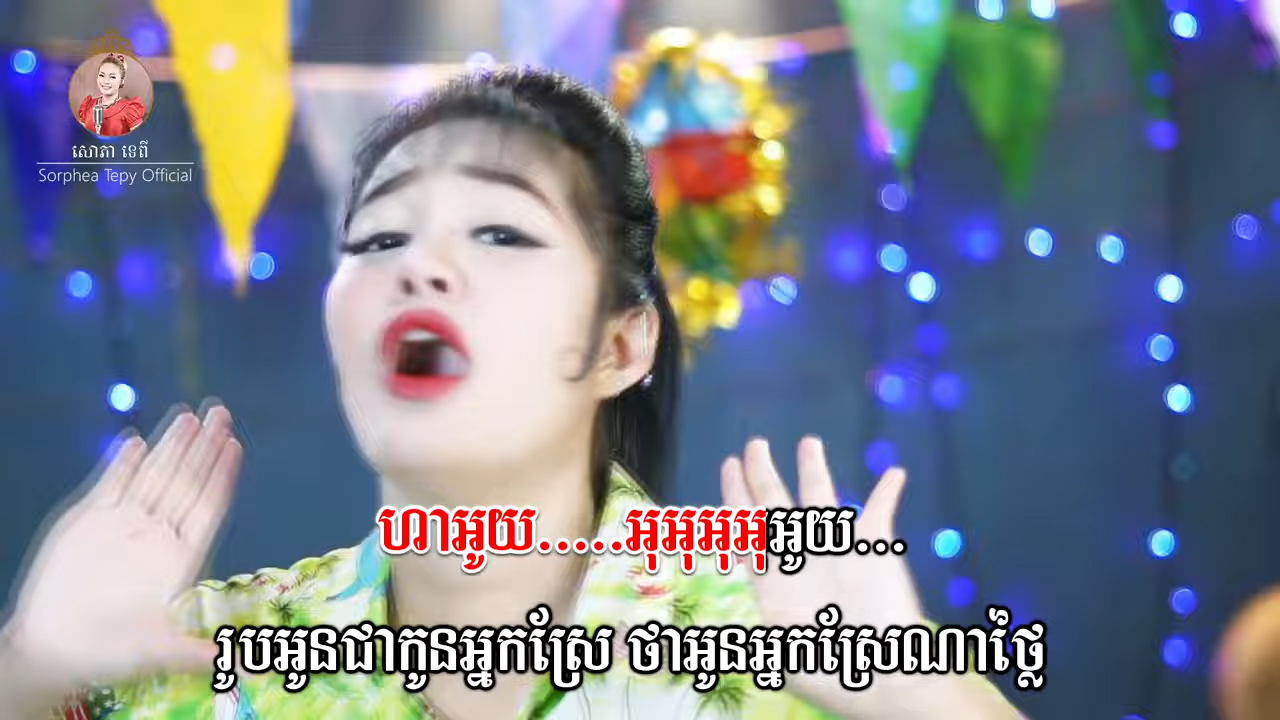 សោភា ទេពី
Sorphea Tepy Official
ហាអូយ.....អុអុអុអុអូយ...
រូបអូនជាកូនអ្នកស្រែ ថាអូនអ្នកស្រែណាថ្លៃ